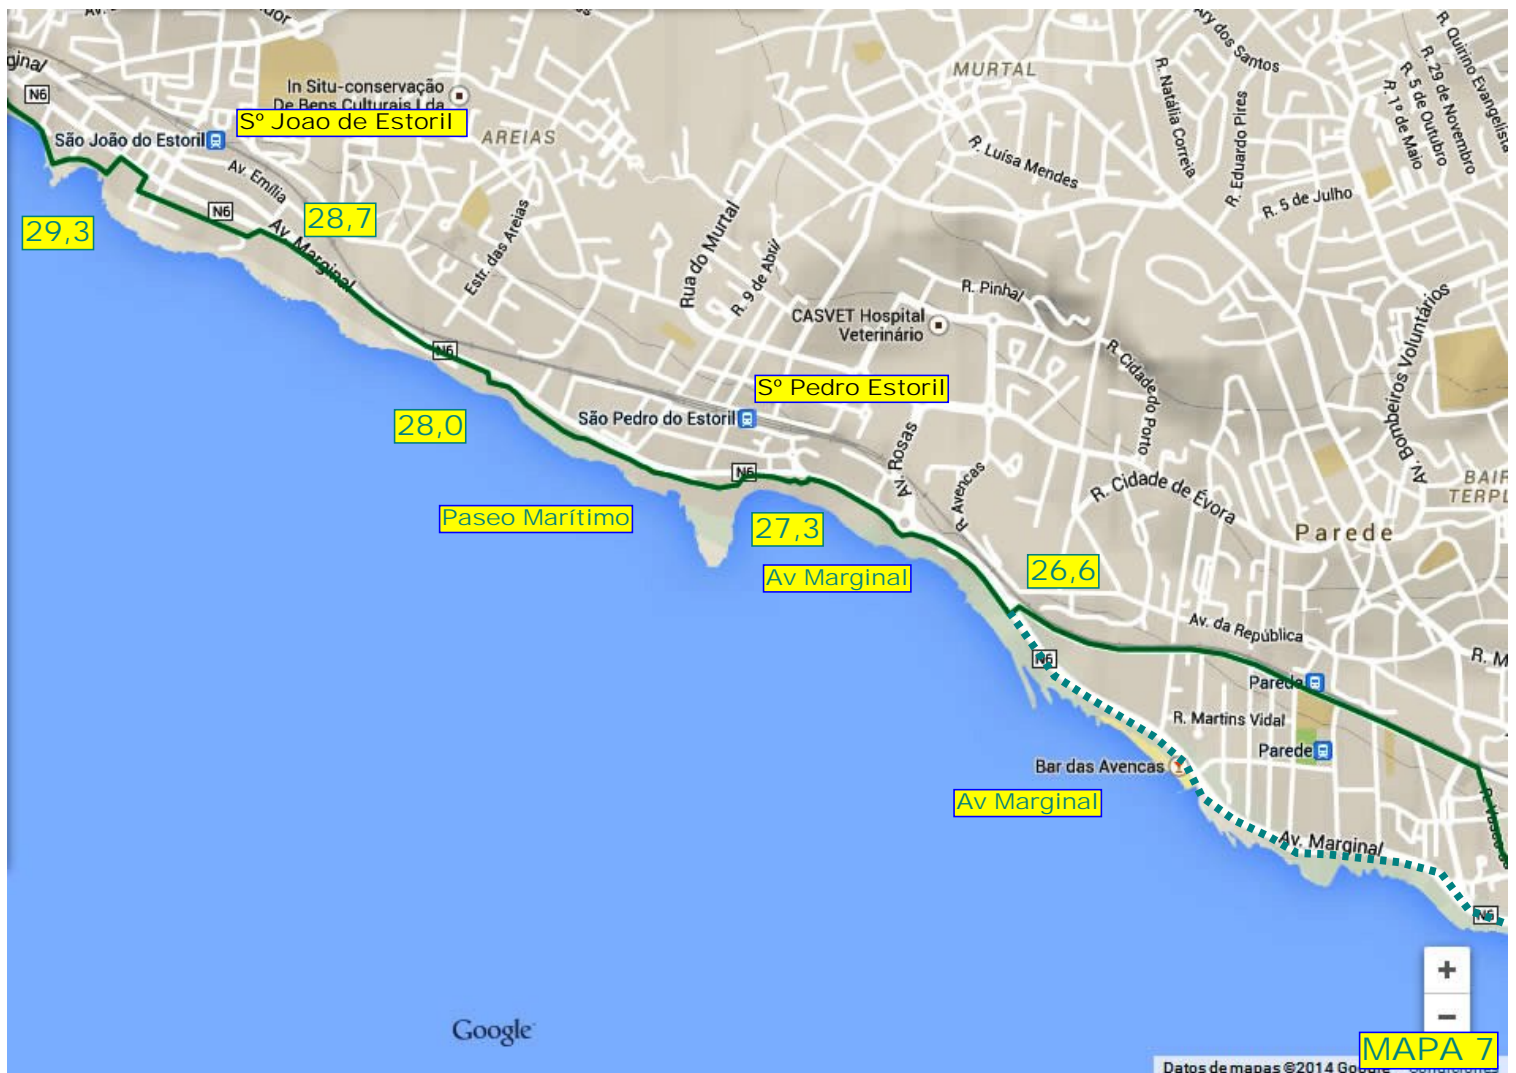 ginal
N6
In Situ-conservação
De Bens Culturais Lda
Sº Joao de Estoril
São João do Estoril
AREIAS
Av. Emília
N6
28,7
29,3
Av. Marginal
Estr. das Areias
MURTAL
Ary dos Santos
R. Natália Correia
R. Eduardo Pires
R. Luísa Mendes
R. 5 de Julho
R. Quirino Evangelista
R. 29 de Novembro
R. 5 de Outubro
R. 1º de Maio
Rua do Murtal
R. 9 de Abril
R. Pinhal
CASVET Hospital
Veterinário
R. Cidade do Porto
Av. Bombeiros Voluntários
N6
Sº Pedro Estoril
São Pedro do Estoril
28,0
Av. Rosas
R. Avencas
R. Cidade de Évora
BAIR
TERPL
Parede
N6
Paseo Marítimo
27,3
Av Marginal
26,6
Av. da República
R. M
N6
Parede
R. Martins Vidal
Parede
Bar das Avencas
Av Marginal
Av. Marginal
N6
+
−
Google
MAPA 7
Datos de mapas ©2014 Google